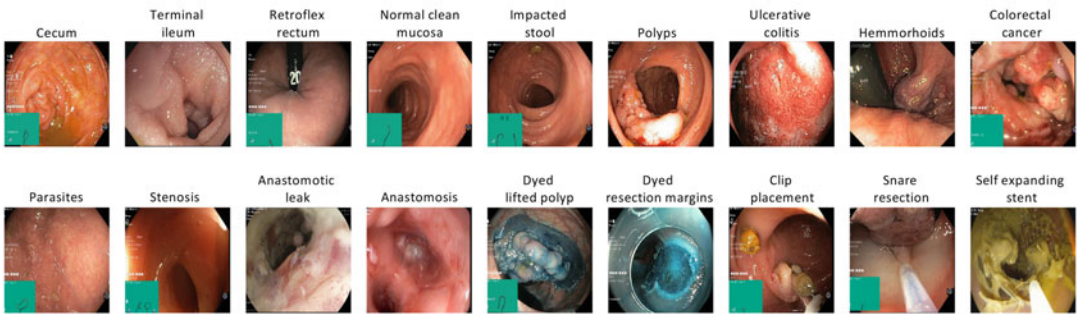 Cecum
Terminal
ileum
Retroflex
rectum
Normal clean
mucosa
Impacted
stool
Polyps
Ulcerative
colitis
Hemmorhoids
Colorectal
cancer
20
Parasites
Stenosis
Anastomotic
leak
Anastomosis
Dyed
lifted polyp
Dyed
resection margins
Clip
placement
Snare
resection
Self expanding
stent